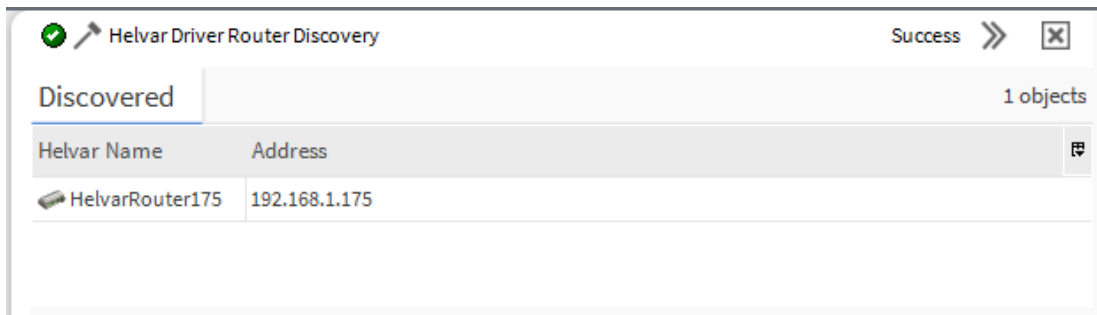 Helvar Driver Router Discovery Success
Discovered 1 objects
Helvar Name Address
HelvarRouter175 192.168.1.175